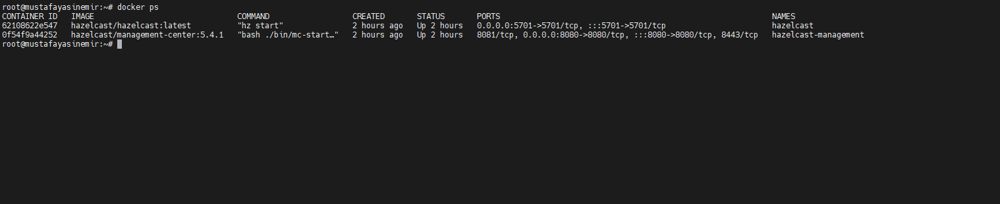 root@mustafayasinemir:~# docker ps
CONTAINER ID   IMAGE                               COMMAND                  CREATED       STATUS       PORTS                                                           NAMES
62108622e547   hazelcast/hazelcast:latest          "hz start"               2 hours ago   Up 2 hours   0.0.0.0:5701->5701/tcp, :::5701->5701/tcp                       hazelcast
0f54f9a44252   hazelcast/management-center:5.4.1   "bash ./bin/mc-start…"   2 hours ago   Up 2 hours   8081/tcp, 0.0.0.0:8080->8080/tcp, :::8080->8080/tcp, 8443/tcp   hazelcast-management
root@mustafayasinemir:~#